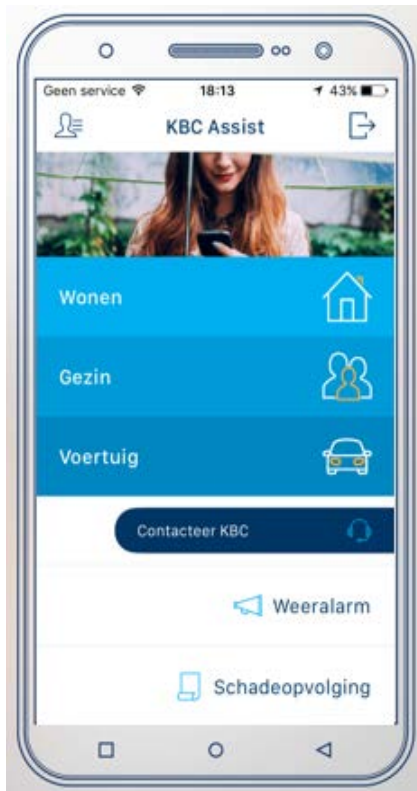 Geen service 18:13 43%
KBC Assist
Wonen
Gezin
Voertuig
Contacteer KBC
Weeralarm
Schadeopvolging